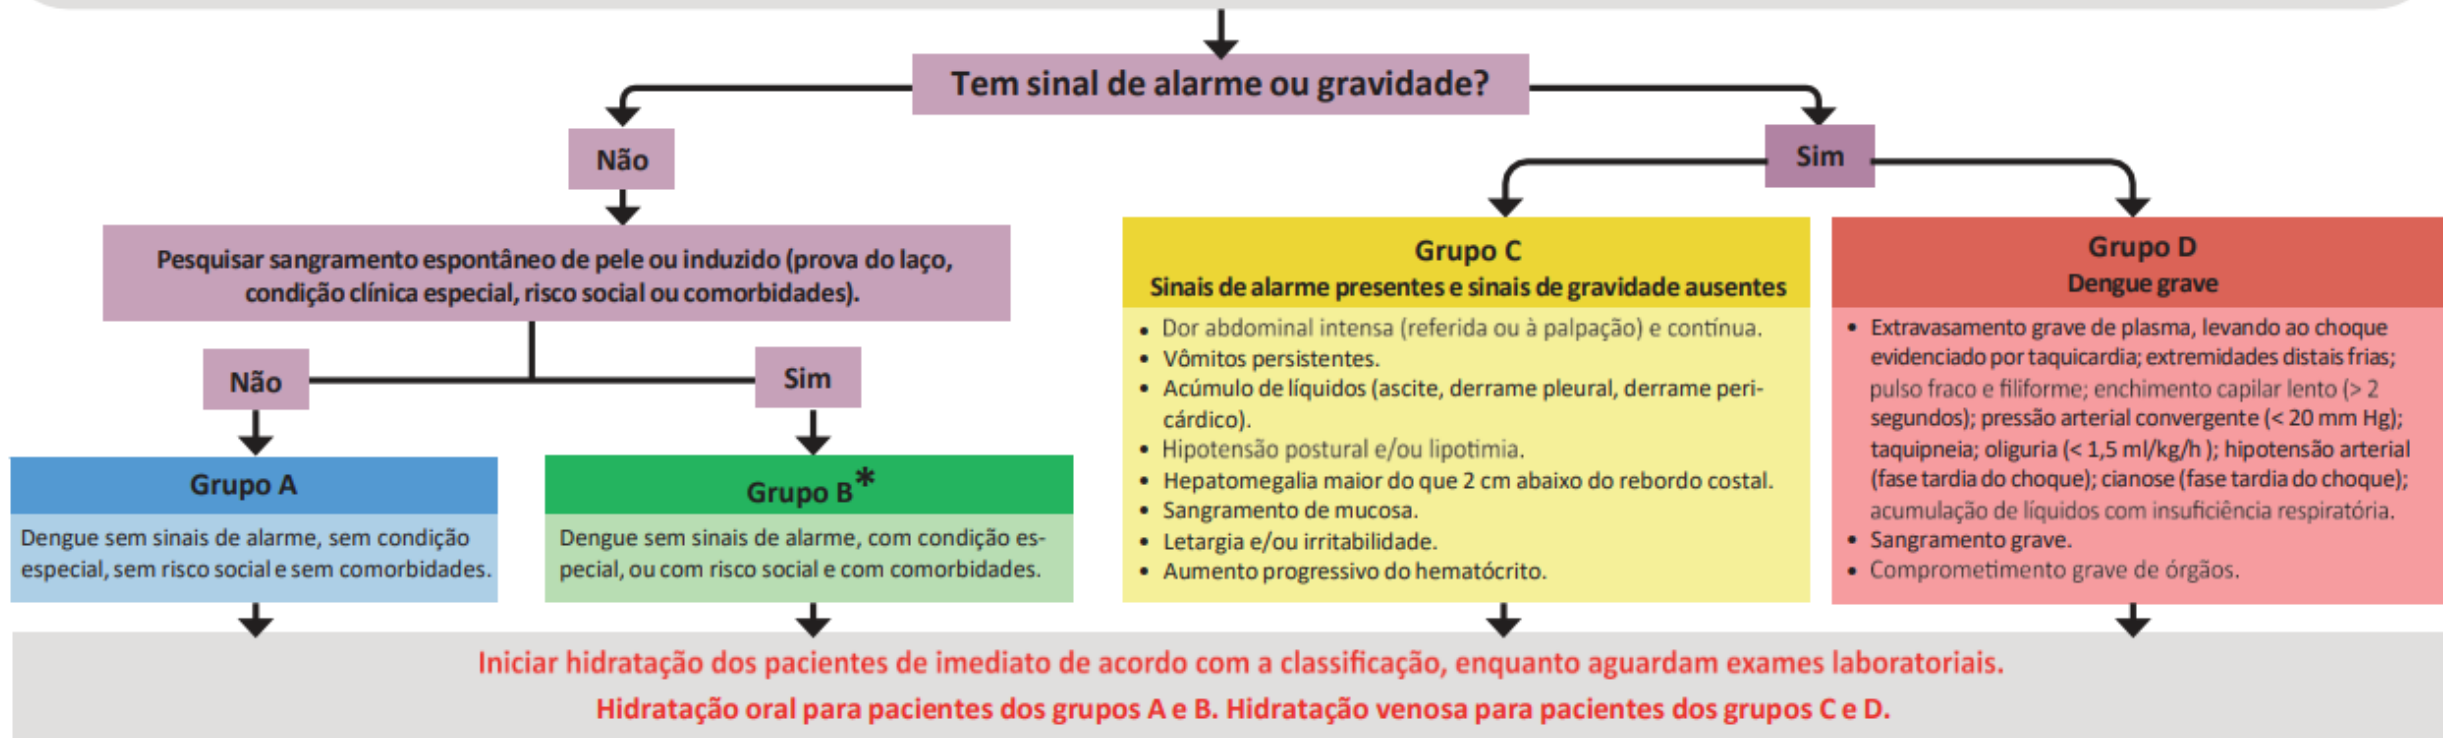 Tem sinal de alarme ou gravidade?
Não
Sim
Pesquisar sangramento espontâneo de pele ou induzido (prova do laço,
condição clínica especial, risco social ou comorbidades).
Não
Sim
Grupo A
Dengue sem sinais de alarme, sem condição
especial, sem risco social e sem comorbidades.
Grupo B*
Dengue sem sinais de alarme, com condição es-
pecial, ou com risco social e com comorbidades.
Grupo C
Sinais de alarme presentes e sinais de gravidade ausentes
• Dor abdominal intensa (referida ou à palpação) e contínua.
• Vômitos persistentes.
• Acúmulo de líquidos (ascite, derrame pleural, derrame peri-
cárdico).
• Hipotensão postural e/ou lipotimia.
• Hepatomegalia maior do que 2 cm abaixo do rebordo costal.
• Sangramento de mucosa.
• Letargia e/ou irritabilidade.
• Aumento progressivo do hematócrito.
Grupo D
Dengue grave
• Extravasamento grave de plasma, levando ao choque
evidenciado por taquicardia; extremidades distais frias;
pulso fraco e filiforme; enchimento capilar lento (> 2
segundos); pressão arterial convergente (< 20 mm Hg);
taquipneia; oliguria (< 1,5 ml/kg/h ); hipotensão arterial
(fase tardia do choque); cianose (fase tardia do choque);
acumulação de líquidos com insuficiência respiratória.
• Sangramento grave.
• Comprometimento grave de órgãos.
Iniciar hidratação dos pacientes de imediato de acordo com a classificação, enquanto aguardam exames laboratoriais.
Hidratação oral para pacientes dos grupos A e B. Hidratação venosa para pacientes dos grupos C e D.